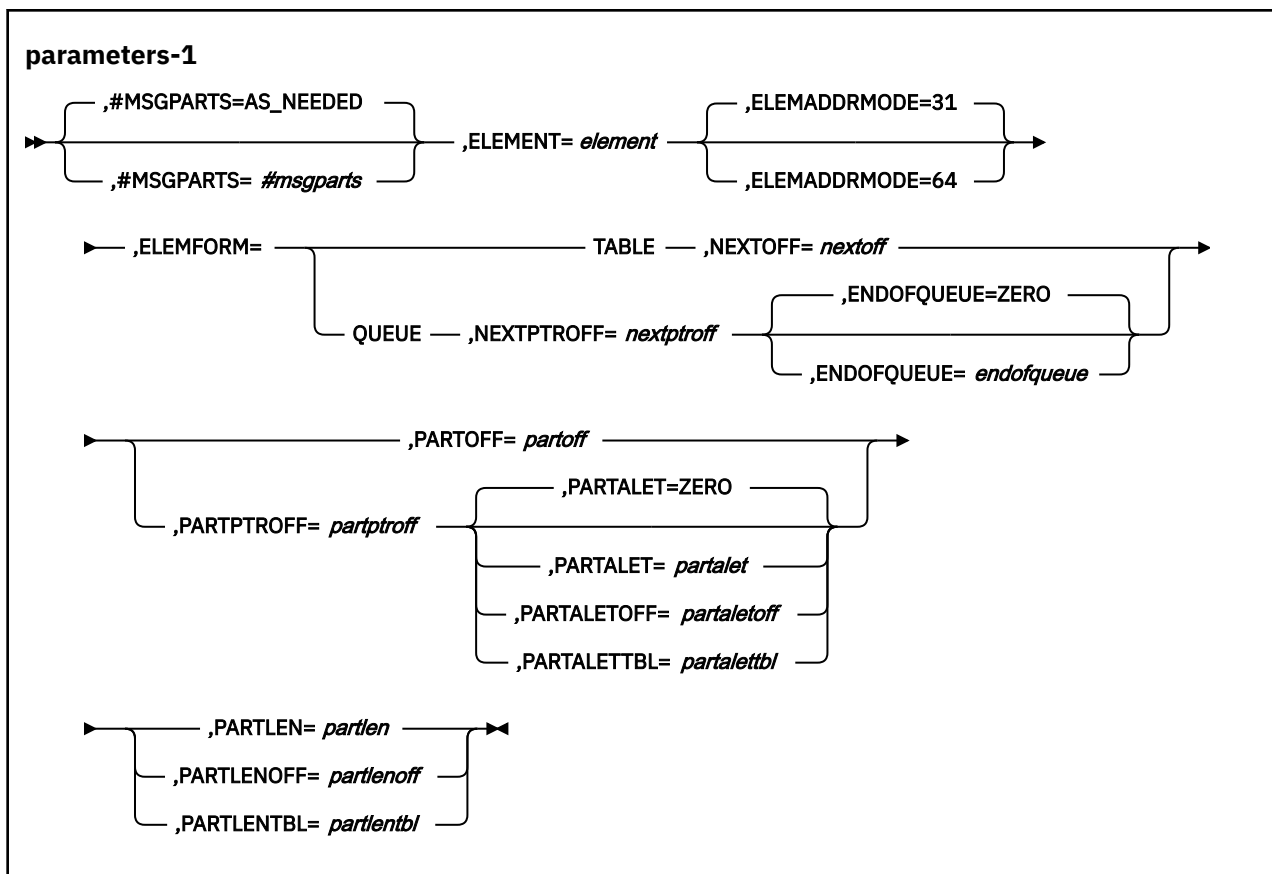 parameters-1
,#MSGPARTS=AS_NEEDED
,#MSGPARTS= #msgparts
,ELEMENT= element
,ELEMADDRMODE=31
,ELEMADDRMODE=64
,ELEMFORM=
TABLE ,NEXTOFF= nextoff
QUEUE ,NEXTPTROFF= nextptroff
,ENDOFQUEUE=ZERO
,ENDOFQUEUE= endofqueue
,PARTOFF= partoff
,PARTPTROFF= partptroff
,PARTALET=ZERO
,PARTALET= partalet
,PARTALETOFF= partaletoff
,PARTALETTBL= partalettbl
,PARTLEN= partlen
,PARTLENOFF= partlenoff
,PARTLENTBL= partlentbl